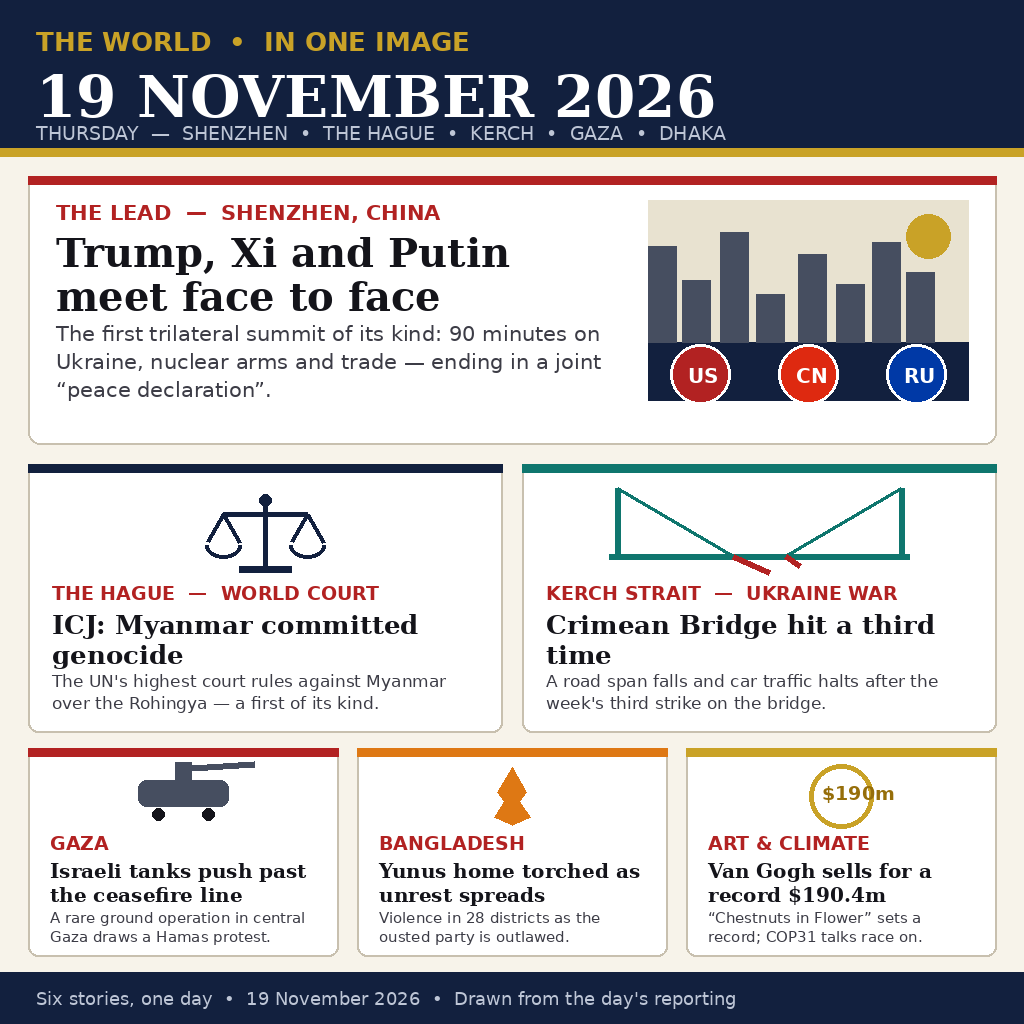 THE WORLD • IN ONE IMAGE
19 NOVEMBER 2026
THURSDAY — SHENZHEN • THE HAGUE • KERCH • GAZA • DHAKA
THE LEAD — SHENZHEN, CHINA
Trump, Xi and Putin
meet face to face
The first trilateral summit of its kind: 90 minutes on
Ukraine, nuclear arms and trade — ending in a joint
“peace declaration”.
US
CN
RU
THE HAGUE — WORLD COURT
ICJ: Myanmar committed
genocide
The UN's highest court rules against Myanmar
over the Rohingya — a first of its kind.
KERCH STRAIT — UKRAINE WAR
Crimean Bridge hit a third
time
A road span falls and car traffic halts after the
week's third strike on the bridge.
GAZA
Israeli tanks push past
the ceasefire line
A rare ground operation in central
Gaza draws a Hamas protest.
BANGLADESH
Yunus home torched as
unrest spreads
Violence in 28 districts as the
ousted party is outlawed.
$190m
ART & CLIMATE
Van Gogh sells for a
record $190.4m
“Chestnuts in Flower” sets a
record; COP31 talks race on.
Six stories, one day • 19 November 2026 • Drawn from the day's reporting